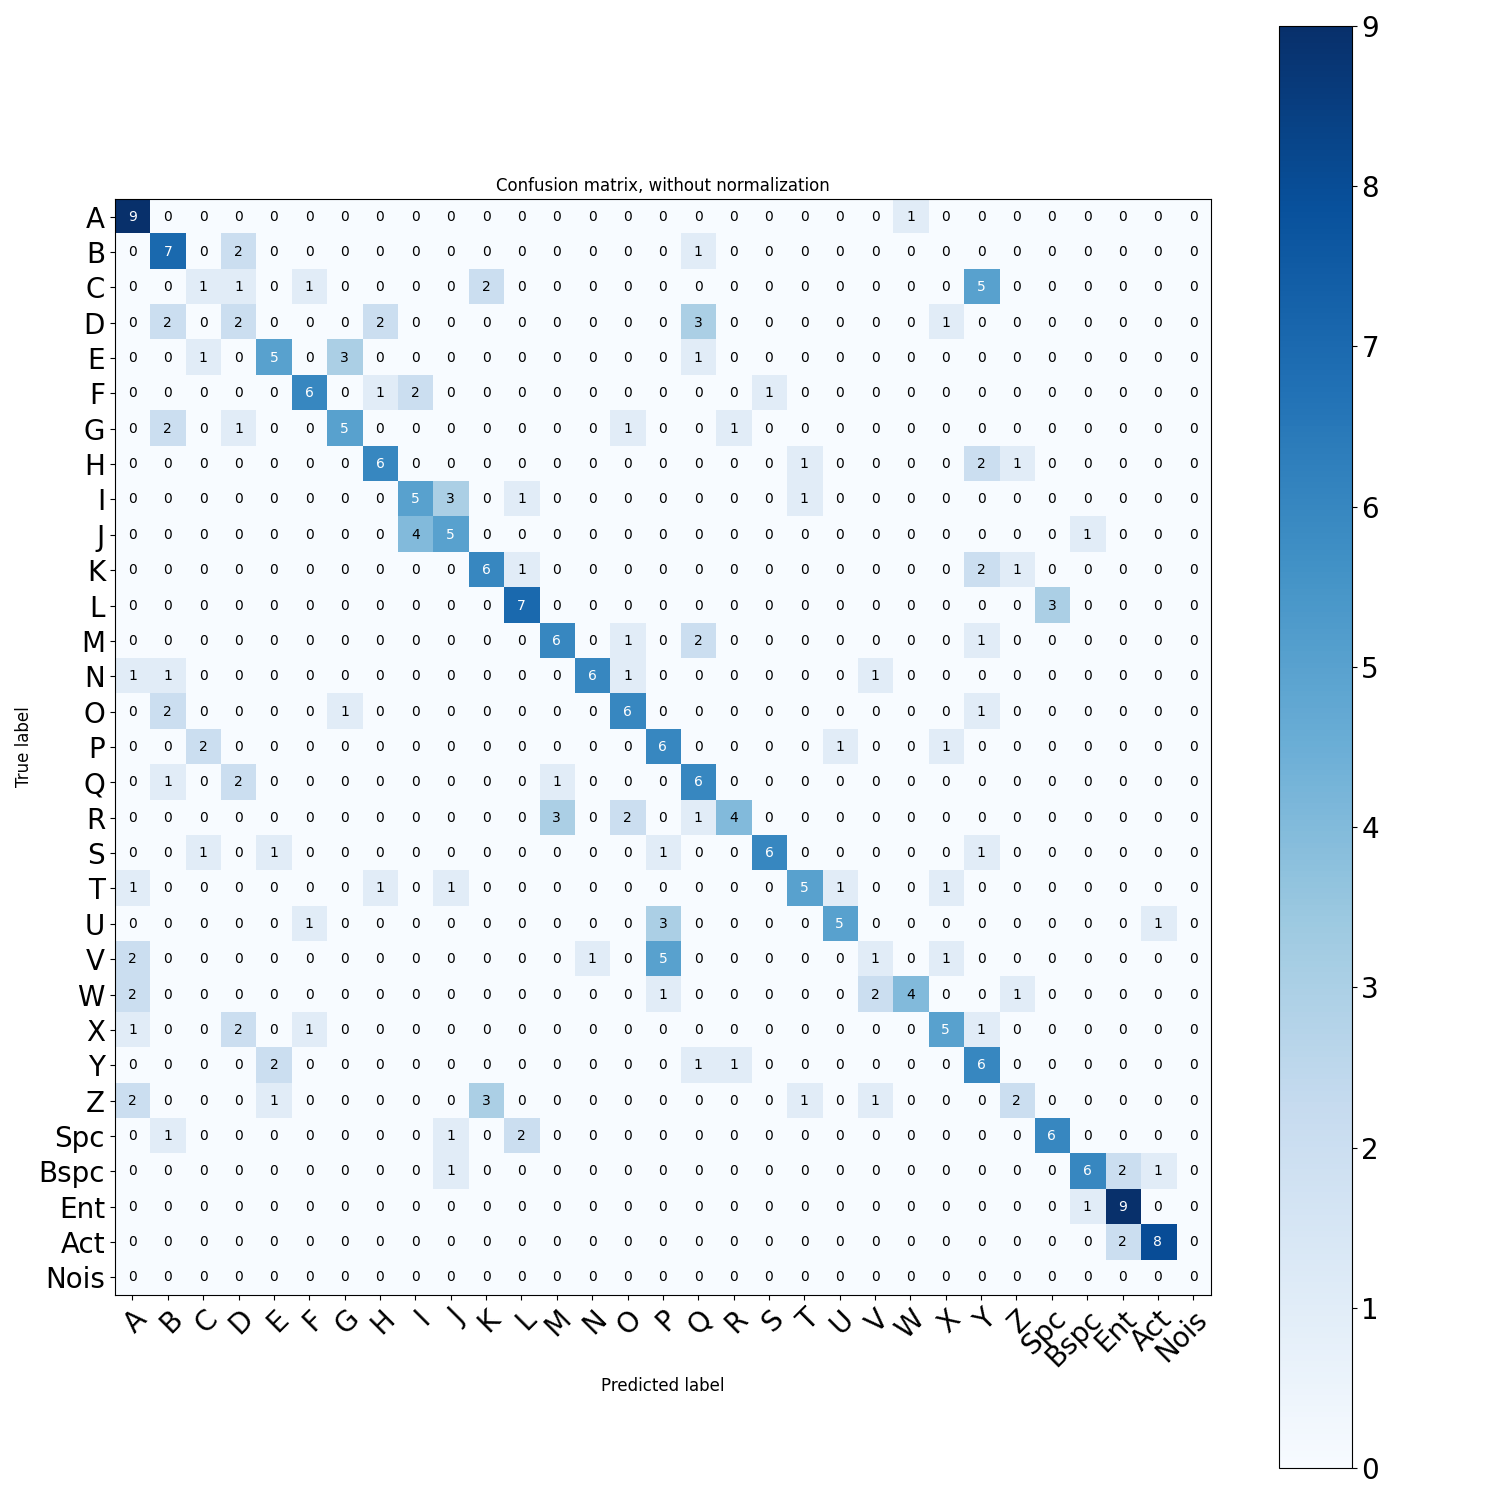 Confusion matrix, without normalization
A 9 0 0 0 0 0 0 0 0 0 0 0 0 0 0 0 0 0 0 0 0 0 1 0 0 0 0 0 0 0 0
B 0 7 0 2 0 0 0 0 0 0 0 0 0 0 0 0 1 0 0 0 0 0 0 0 0 0 0 0 0 0 0
C 0 0 1 1 0 1 0 0 0 0 2 0 0 0 0 0 0 0 0 0 0 0 0 0 5 0 0 0 0 0 0
D 0 2 0 2 0 0 0 2 0 0 0 0 0 0 0 0 3 0 0 0 0 0 0 1 0 0 0 0 0 0 0
E 0 0 1 0 5 0 3 0 0 0 0 0 0 0 0 0 1 0 0 0 0 0 0 0 0 0 0 0 0 0 0
F 0 0 0 0 0 6 0 1 2 0 0 0 0 0 0 0 0 0 1 0 0 0 0 0 0 0 0 0 0 0 0
G 0 2 0 1 0 0 5 0 0 0 0 0 0 0 1 0 0 1 0 0 0 0 0 0 0 0 0 0 0 0 0
H 0 0 0 0 0 0 0 6 0 0 0 0 0 0 0 0 0 0 0 1 0 0 0 0 2 1 0 0 0 0 0
I 0 0 0 0 0 0 0 0 5 3 0 1 0 0 0 0 0 0 0 1 0 0 0 0 0 0 0 0 0 0 0
J 0 0 0 0 0 0 0 0 4 5 0 0 0 0 0 0 0 0 0 0 0 0 0 0 0 0 0 1 0 0 0
K 0 0 0 0 0 0 0 0 0 0 6 1 0 0 0 0 0 0 0 0 0 0 0 0 2 1 0 0 0 0 0
L 0 0 0 0 0 0 0 0 0 0 0 7 0 0 0 0 0 0 0 0 0 0 0 0 0 0 3 0 0 0 0
M 0 0 0 0 0 0 0 0 0 0 0 0 6 0 1 0 2 0 0 0 0 0 0 0 1 0 0 0 0 0 0
N 1 1 0 0 0 0 0 0 0 0 0 0 0 6 1 0 0 0 0 0 0 1 0 0 0 0 0 0 0 0 0
O 0 2 0 0 0 0 1 0 0 0 0 0 0 0 6 0 0 0 0 0 0 0 0 0 1 0 0 0 0 0 0
P 0 0 2 0 0 0 0 0 0 0 0 0 0 0 0 6 0 0 0 0 1 0 0 1 0 0 0 0 0 0 0
Q 0 1 0 2 0 0 0 0 0 0 0 0 1 0 0 0 6 0 0 0 0 0 0 0 0 0 0 0 0 0 0
R 0 0 0 0 0 0 0 0 0 0 0 0 3 0 2 0 1 4 0 0 0 0 0 0 0 0 0 0 0 0 0
S 0 0 1 0 1 0 0 0 0 0 0 0 0 0 0 1 0 0 6 0 0 0 0 0 1 0 0 0 0 0 0
T 1 0 0 0 0 0 0 1 0 1 0 0 0 0 0 0 0 0 0 5 1 0 0 1 0 0 0 0 0 0 0
U 0 0 0 0 0 1 0 0 0 0 0 0 0 0 0 3 0 0 0 0 5 0 0 0 0 0 0 0 0 1 0
V 2 0 0 0 0 0 0 0 0 0 0 0 0 1 0 5 0 0 0 0 0 1 0 1 0 0 0 0 0 0 0
W 2 0 0 0 0 0 0 0 0 0 0 0 0 0 0 1 0 0 0 0 0 2 4 0 0 1 0 0 0 0 0
X 1 0 0 2 0 1 0 0 0 0 0 0 0 0 0 0 0 0 0 0 0 0 0 5 1 0 0 0 0 0 0
Y 0 0 0 0 2 0 0 0 0 0 0 0 0 0 0 0 1 1 0 0 0 0 0 0 6 0 0 0 0 0 0
Z 2 0 0 0 1 0 0 0 0 0 3 0 0 0 0 0 0 0 0 1 0 1 0 0 0 2 0 0 0 0 0
Spc 0 1 0 0 0 0 0 0 0 1 0 2 0 0 0 0 0 0 0 0 0 0 0 0 0 0 6 0 0 0 0
Bspc 0 0 0 0 0 0 0 0 0 1 0 0 0 0 0 0 0 0 0 0 0 0 0 0 0 0 0 6 2 1 0
Ent 0 0 0 0 0 0 0 0 0 0 0 0 0 0 0 0 0 0 0 0 0 0 0 0 0 0 0 1 9 0 0
Act 0 0 0 0 0 0 0 0 0 0 0 0 0 0 0 0 0 0 0 0 0 0 0 0 0 0 0 0 2 8 0
Nois 0 0 0 0 0 0 0 0 0 0 0 0 0 0 0 0 0 0 0 0 0 0 0 0 0 0 0 0 0 0 0
A B C D E F G H I J K L M N O P Q R S T U V W X Y Z Spc Bspc Ent Act Nois
Predicted label
True label
9
8
7
6
5
4
3
2
1
0